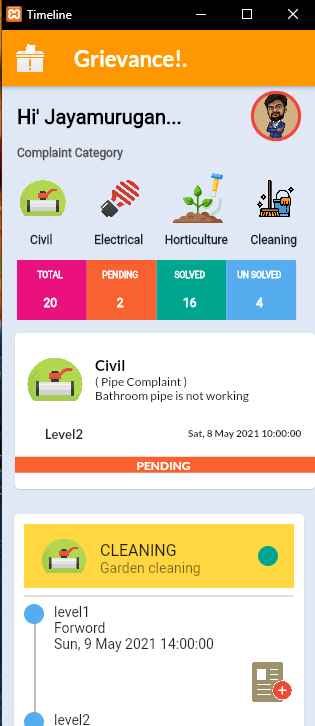 Timeline
Grievance!.
Hi' Jayamurugan...
Complaint Category
Civil
Electrical
Horticulture
Cleaning
TOTAL
PENDING
SOLVED
UN SOLVED
20
2
16
4
Civil
( Pipe Complaint )
Bathroom pipe is not working
Level2
Sat, 8 May 2021 10:00:00
PENDING
CLEANING
Garden cleaning
level1
Forword
Sun, 9 May 2021 14:00:00
level2